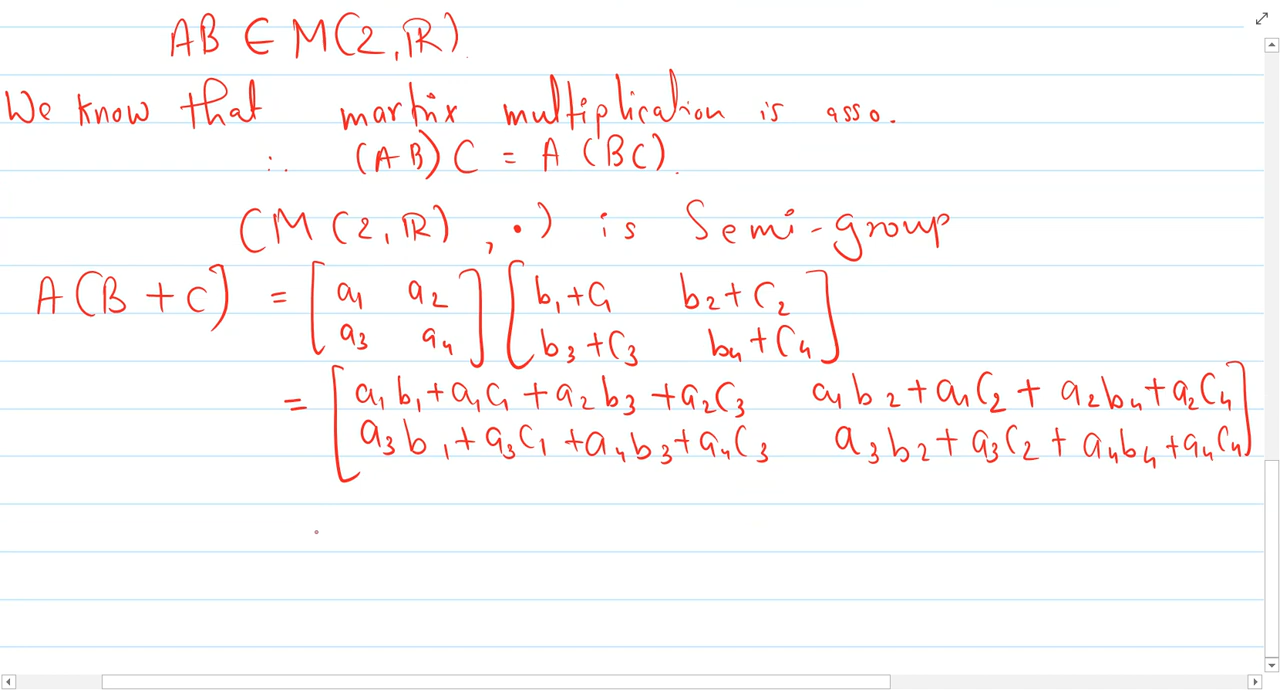 AB ∈ M(2, ℝ)
We know that martrix multiplication is asso.
∴ (AB)C = A(BC).
(M(2, ℝ), •) is Semi-group
A(B + C) = [a₁ a₂; a₃ a₄] [b₁+C₁ b₂+C₂; b₃+C₃ b₄+C₄]
= [a₁b₁+a₁C₁+a₂b₃+a₂C₃ a₁b₂+a₁C₂+a₂b₄+a₂C₄; a₃b₁+a₃C₁+a₄b₃+a₄C₃ a₃b₂+a₃C₂+a₄b₄+a₄C₄]